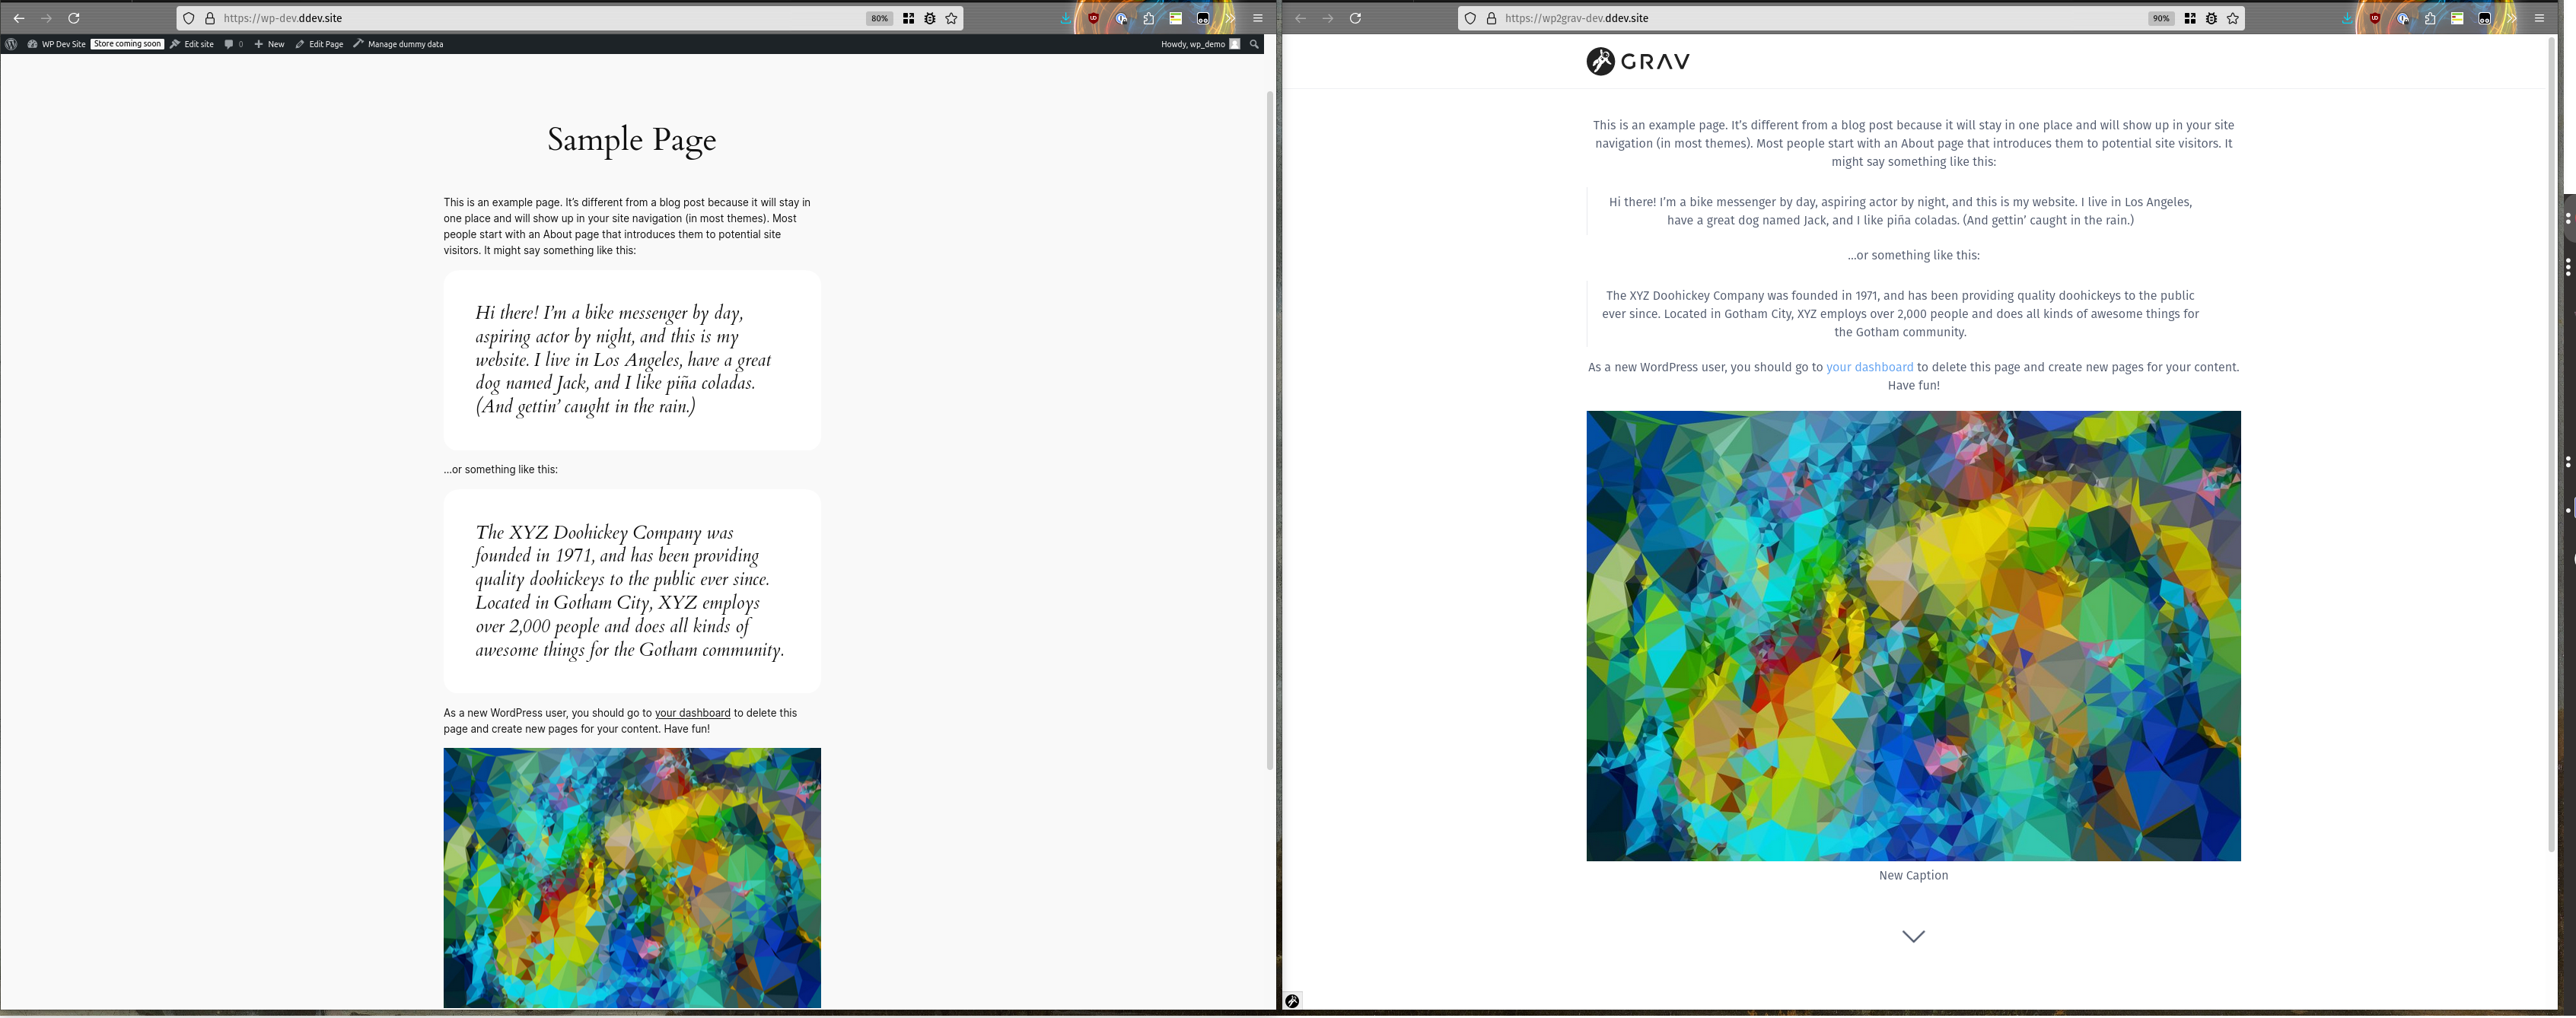 https://wp-dev.ddev.site
80%
WP Dev Site
Store coming soon
Edit site
0
New
Edit Page
Manage dummy data
Howdy, wp_demo
Sample Page
This is an example page. It’s different from a blog post because it will stay in
one place and will show up in your site navigation (in most themes). Most
people start with an About page that introduces them to potential site
visitors. It might say something like this:
Hi there! I’m a bike messenger by day,
aspiring actor by night, and this is my
website. I live in Los Angeles, have a great
dog named Jack, and I like piña coladas.
(And gettin’ caught in the rain.)
…or something like this:
The XYZ Doohickey Company was
founded in 1971, and has been providing
quality doohickeys to the public ever since.
Located in Gotham City, XYZ employs
over 2,000 people and does all kinds of
awesome things for the Gotham community.
As a new WordPress user, you should go to your dashboard to delete this
page and create new pages for your content. Have fun!
https://wp2grav-dev.ddev.site
90%
GRAV
This is an example page. It’s different from a blog post because it will stay in one place and will show up in your site
navigation (in most themes). Most people start with an About page that introduces them to potential site visitors. It
might say something like this:
Hi there! I’m a bike messenger by day, aspiring actor by night, and this is my website. I live in Los Angeles,
have a great dog named Jack, and I like piña coladas. (And gettin’ caught in the rain.)
…or something like this:
The XYZ Doohickey Company was founded in 1971, and has been providing quality doohickeys to the public
ever since. Located in Gotham City, XYZ employs over 2,000 people and does all kinds of awesome things for
the Gotham community.
As a new WordPress user, you should go to your dashboard to delete this page and create new pages for your content.
Have fun!
New Caption